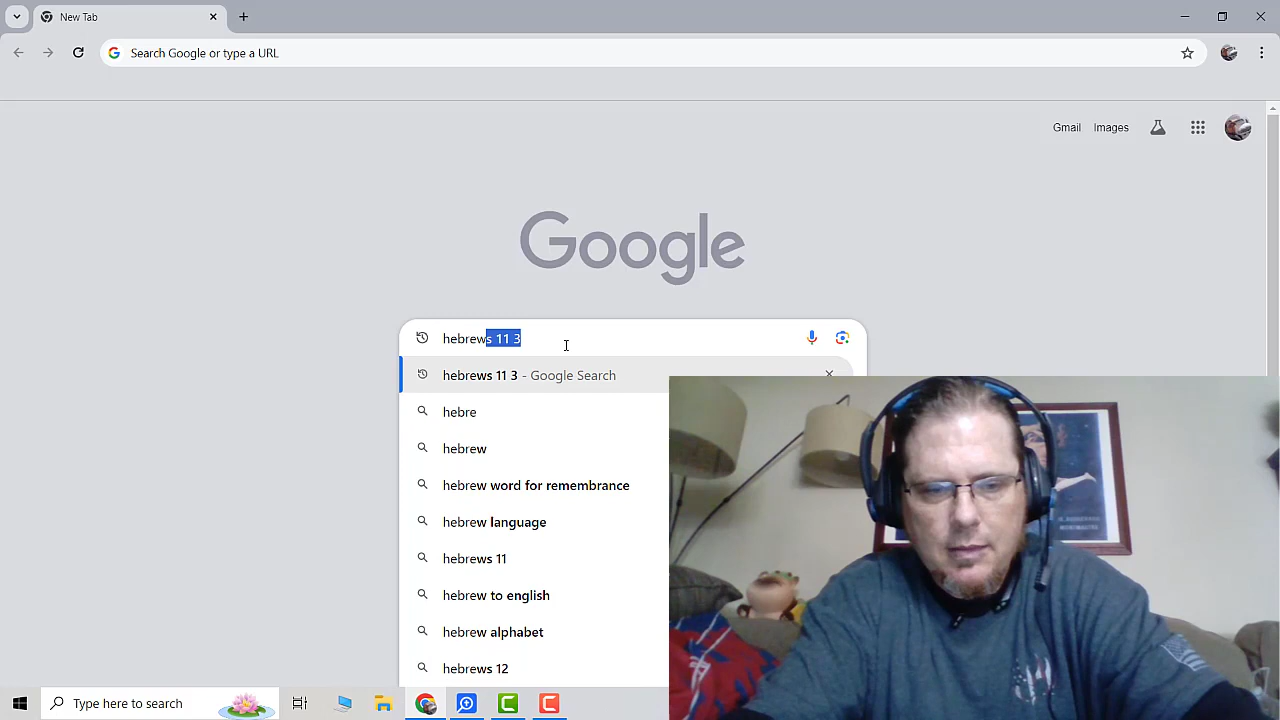 New Tab
Search Google or type a URL
Gmail Images
Google
hebrews 11 3
hebrews 11 3 - Google Search
hebre
hebrew
hebrew word for remembrance
hebrew language
hebrews 11
hebrew to english
hebrew alphabet
hebrews 12
Type here to search